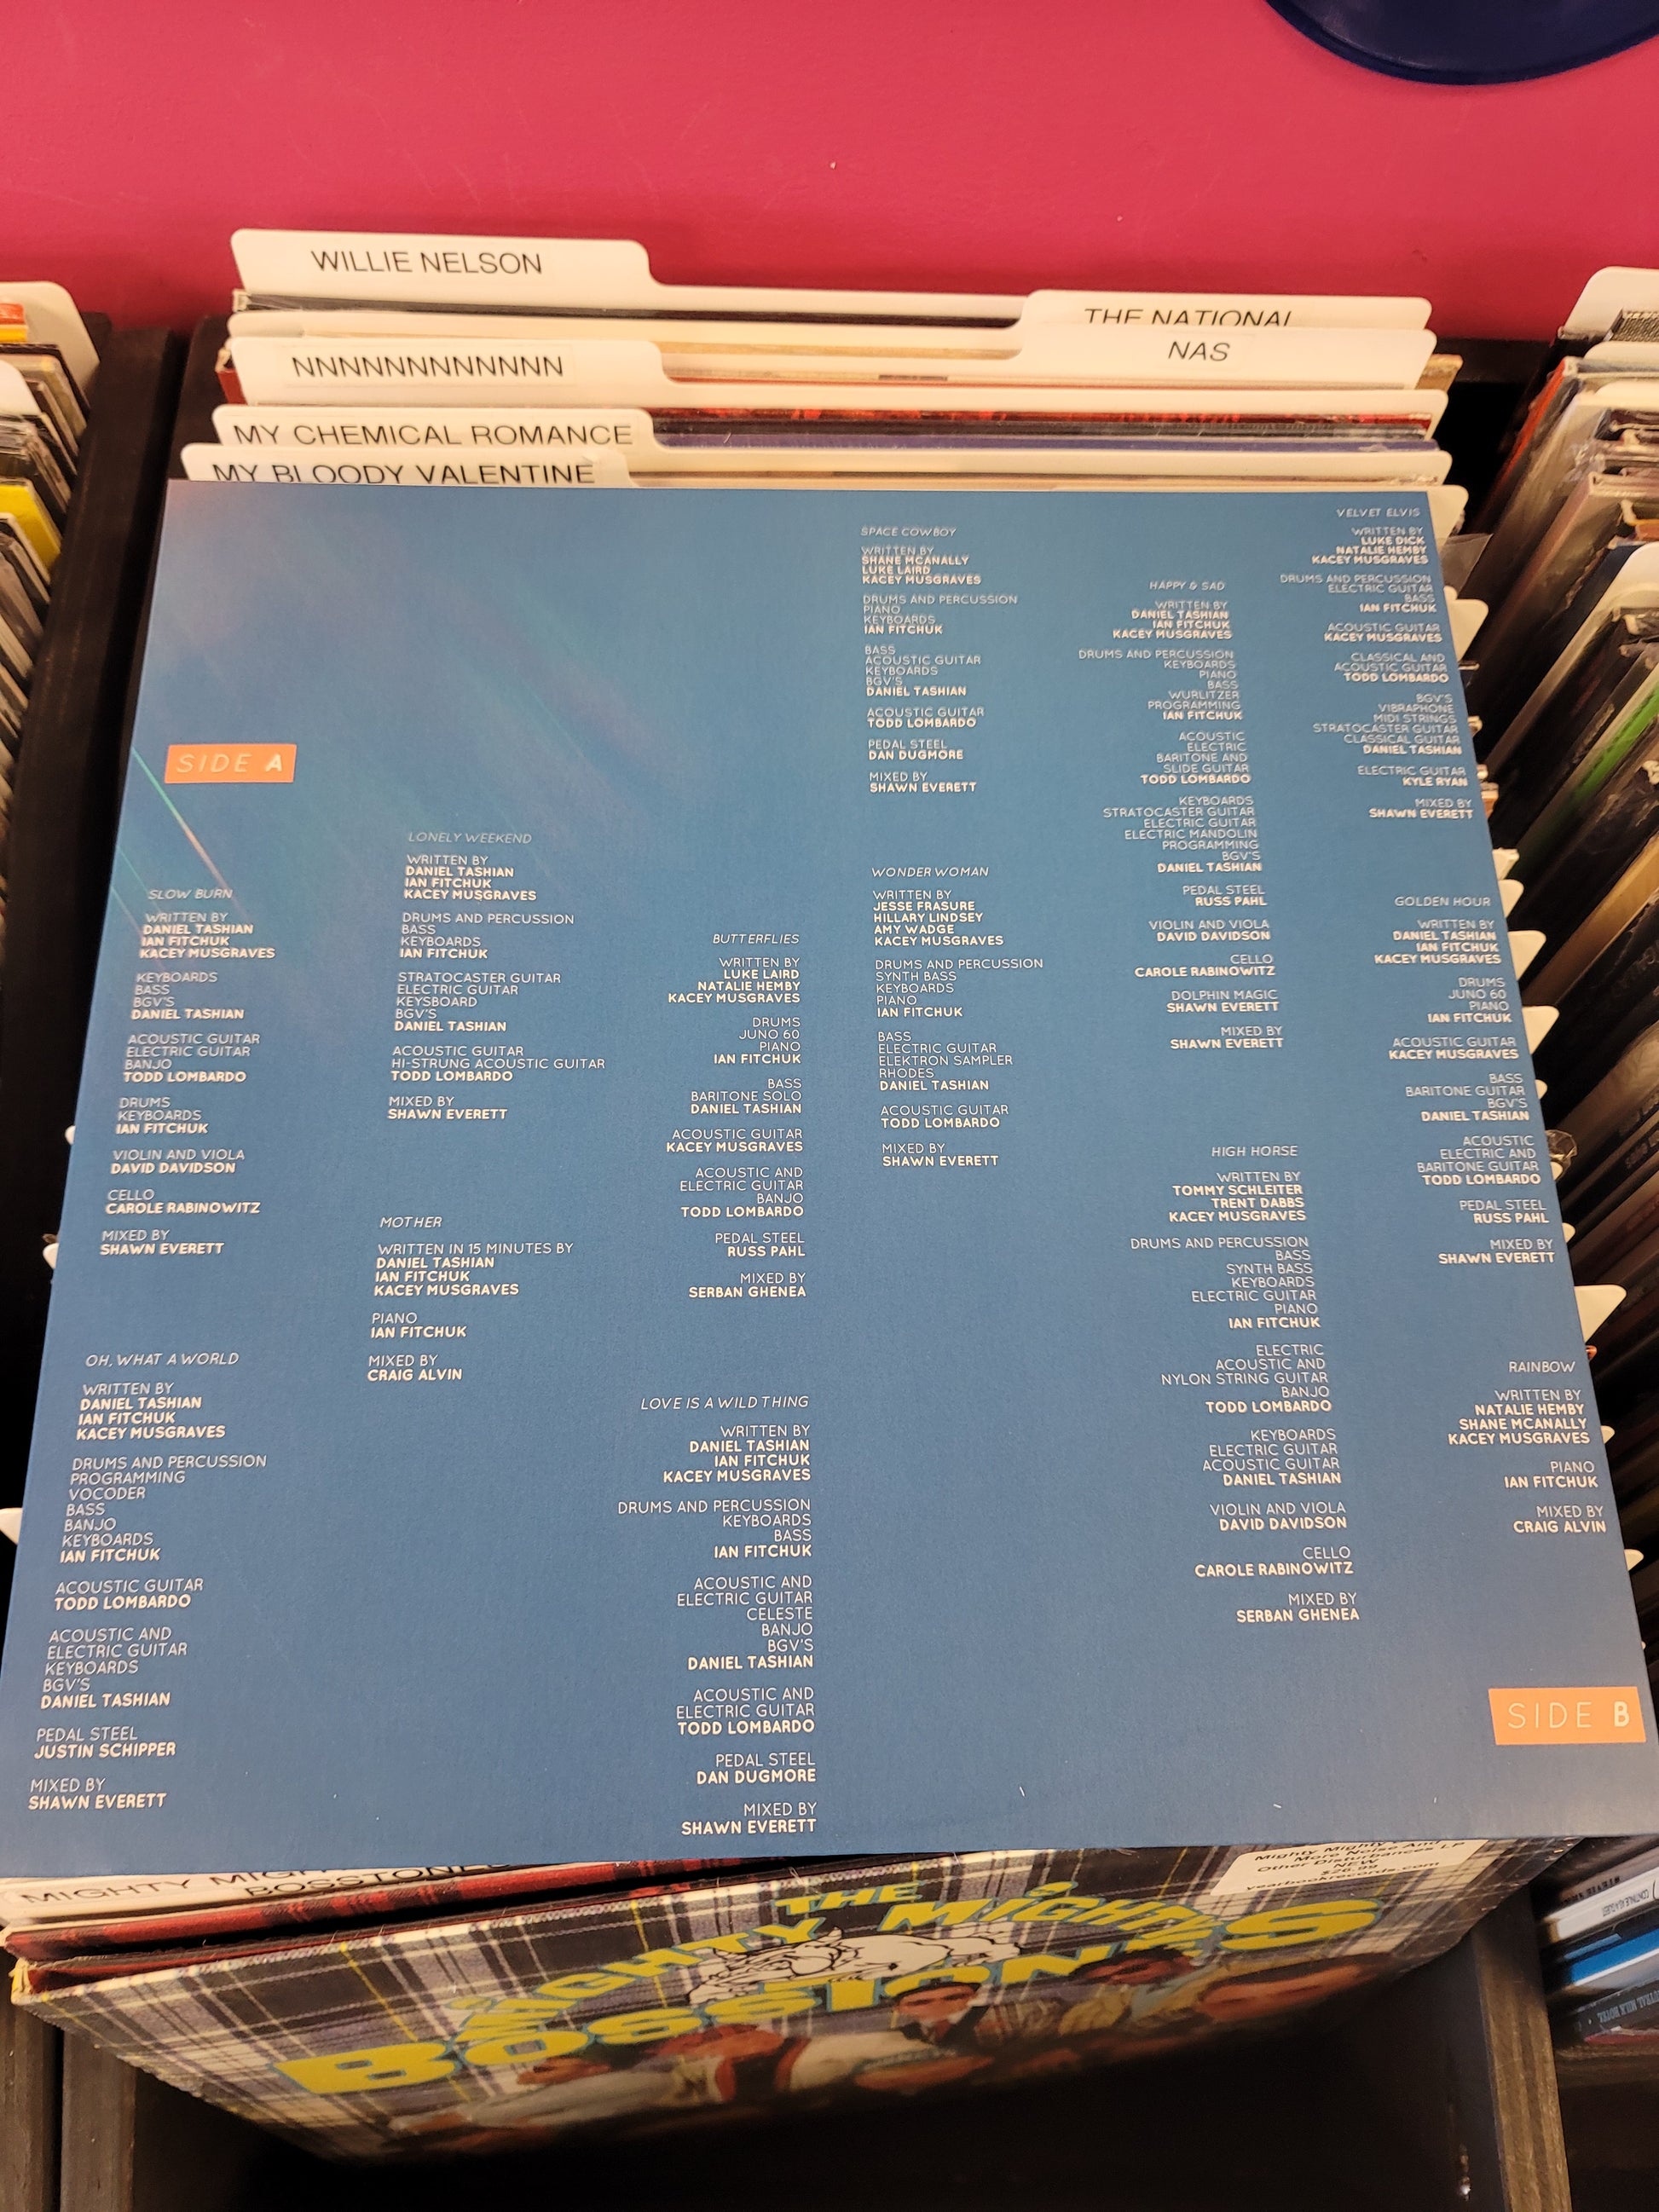 WILLIE NELSON
THE NATIONAL
NAS
NNNNNNNNNNNN
MY CHEMICAL ROMANCE
MY BLOODY VALENTINE
SIDE A
SLOW BURN
WRITTEN BY
DANIEL TASHIAN
IAN FITCHUK
KACEY MUSGRAVES
KEYBOARDS
BASS
BGV'S
DANIEL TASHIAN
ACOUSTIC GUITAR
ELECTRIC GUITAR
BANJO
TODD LOMBARDO
DRUMS
KEYBOARDS
IAN FITCHUK
VIOLIN AND VIOLA
DAVID DAVIDSON
CELLO
CAROLE RABINOWITZ
MIXED BY
SHAWN EVERETT
LONELY WEEKEND
WRITTEN BY
DANIEL TASHIAN
IAN FITCHUK
KACEY MUSGRAVES
DRUMS AND PERCUSSION
BASS
KEYBOARDS
IAN FITCHUK
STRATOCASTER GUITAR
ELECTRIC GUITAR
KEYSBOARD
BGV'S
DANIEL TASHIAN
ACOUSTIC GUITAR
HI-STRUNG ACOUSTIC GUITAR
TODD LOMBARDO
MIXED BY
SHAWN EVERETT
BUTTERFLIES
WRITTEN BY
LUKE LAIRD
NATALIE HEMBY
KACEY MUSGRAVES
DRUMS
JUNO 60
PIANO
IAN FITCHUK
BASS
BARITONE SOLO
DANIEL TASHIAN
ACOUSTIC GUITAR
KACEY MUSGRAVES
ACOUSTIC AND
ELECTRIC GUITAR
BANJO
TODD LOMBARDO
PEDAL STEEL
RUSS PAHL
MIXED BY
SERBAN GHENEA
OH, WHAT A WORLD
WRITTEN BY
DANIEL TASHIAN
IAN FITCHUK
KACEY MUSGRAVES
DRUMS AND PERCUSSION
PROGRAMMING
VOCODER
BASS
BANJO
KEYBOARDS
IAN FITCHUK
ACOUSTIC GUITAR
TODD LOMBARDO
ACOUSTIC AND
ELECTRIC GUITAR
KEYBOARDS
BGV'S
DANIEL TASHIAN
PEDAL STEEL
JUSTIN SCHIPPER
MIXED BY
SHAWN EVERETT
MOTHER
WRITTEN IN 15 MINUTES BY
DANIEL TASHIAN
IAN FITCHUK
KACEY MUSGRAVES
PIANO
IAN FITCHUK
MIXED BY
CRAIG ALVIN
LOVE IS A WILD THING
WRITTEN BY
DANIEL TASHIAN
IAN FITCHUK
KACEY MUSGRAVES
DRUMS AND PERCUSSION
KEYBOARDS
BASS
IAN FITCHUK
ACOUSTIC AND
ELECTRIC GUITAR
CELESTE
BANJO
BGV'S
DANIEL TASHIAN
ACOUSTIC AND
ELECTRIC GUITAR
TODD LOMBARDO
PEDAL STEEL
DAN DUGMORE
MIXED BY
SHAWN EVERETT
SPACE COWBOY
WRITTEN BY
SHANE MCANALLY
LUKE LAIRD
KACEY MUSGRAVES
DRUMS AND PERCUSSION
PIANO
KEYBOARDS
IAN FITCHUK
BASS
ACOUSTIC GUITAR
KEYBOARDS
BGV'S
DANIEL TASHIAN
ACOUSTIC GUITAR
TODD LOMBARDO
PEDAL STEEL
DAN DUGMORE
MIXED BY
SHAWN EVERETT
HAPPY & SAD
WRITTEN BY
DANIEL TASHIAN
IAN FITCHUK
KACEY MUSGRAVES
DRUMS AND PERCUSSION
KEYBOARDS
PIANO
BASS
WURLITZER
PROGRAMMING
IAN FITCHUK
ACOUSTIC
ELECTRIC
BARITONE AND
SLIDE GUITAR
TODD LOMBARDO
KEYBOARDS
STRATOCASTER GUITAR
ELECTRIC GUITAR
ELECTRIC MANDOLIN
PROGRAMMING
BGV'S
DANIEL TASHIAN
PEDAL STEEL
RUSS PAHL
VIOLIN AND VIOLA
DAVID DAVIDSON
CELLO
CAROLE RABINOWITZ
DOLPHIN MAGIC
SHAWN EVERETT
MIXED BY
SHAWN EVERETT
VELVET ELVIS
WRITTEN BY
LUKE DICK
NATALIE HEMBY
KACEY MUSGRAVES
DRUMS AND PERCUSSION
ELECTRIC GUITAR
BASS
IAN FITCHUK
ACOUSTIC GUITAR
KACEY MUSGRAVES
CLASSICAL AND
ACOUSTIC GUITAR
TODD LOMBARDO
BGV'S
VIBRAPHONE
MIDI STRINGS
STRATOCASTER GUITAR
CLASSICAL GUITAR
DANIEL TASHIAN
ELECTRIC GUITAR
KYLE RYAN
MIXED BY
SHAWN EVERETT
WONDER WOMAN
WRITTEN BY
JESSE FRASURE
HILLARY LINDSEY
AMY WADGE
KACEY MUSGRAVES
DRUMS AND PERCUSSION
SYNTH BASS
KEYBOARDS
PIANO
IAN FITCHUK
BASS
ELECTRIC GUITAR
ELEKTRON SAMPLER
RHODES
DANIEL TASHIAN
ACOUSTIC GUITAR
TODD LOMBARDO
MIXED BY
SHAWN EVERETT
HIGH HORSE
WRITTEN BY
TOMMY SCHLEITER
TRENT DABBS
KACEY MUSGRAVES
DRUMS AND PERCUSSION
BASS
SYNTH BASS
KEYBOARDS
ELECTRIC GUITAR
PIANO
IAN FITCHUK
ELECTRIC
ACOUSTIC AND
NYLON STRING GUITAR
BANJO
TODD LOMBARDO
KEYBOARDS
ELECTRIC GUITAR
ACOUSTIC GUITAR
DANIEL TASHIAN
VIOLIN AND VIOLA
DAVID DAVIDSON
CELLO
CAROLE RABINOWITZ
MIXED BY
SERBAN GHENEA
GOLDEN HOUR
WRITTEN BY
DANIEL TASHIAN
IAN FITCHUK
KACEY MUSGRAVES
DRUMS
JUNO 60
PIANO
IAN FITCHUK
ACOUSTIC GUITAR
KACEY MUSGRAVES
BASS
BARITONE GUITAR
BGV'S
DANIEL TASHIAN
ACOUSTIC
ELECTRIC AND
BARITONE GUITAR
TODD LOMBARDO
PEDAL STEEL
RUSS PAHL
MIXED BY
SHAWN EVERETT
RAINBOW
WRITTEN BY
NATALIE HEMBY
SHANE MCANALLY
KACEY MUSGRAVES
PIANO
IAN FITCHUK
MIXED BY
CRAIG ALVIN
SIDE B
MIGHTY MIGHTY
BOSSTONES
THE
MIGHTY MIGHTY
BOSSTONES